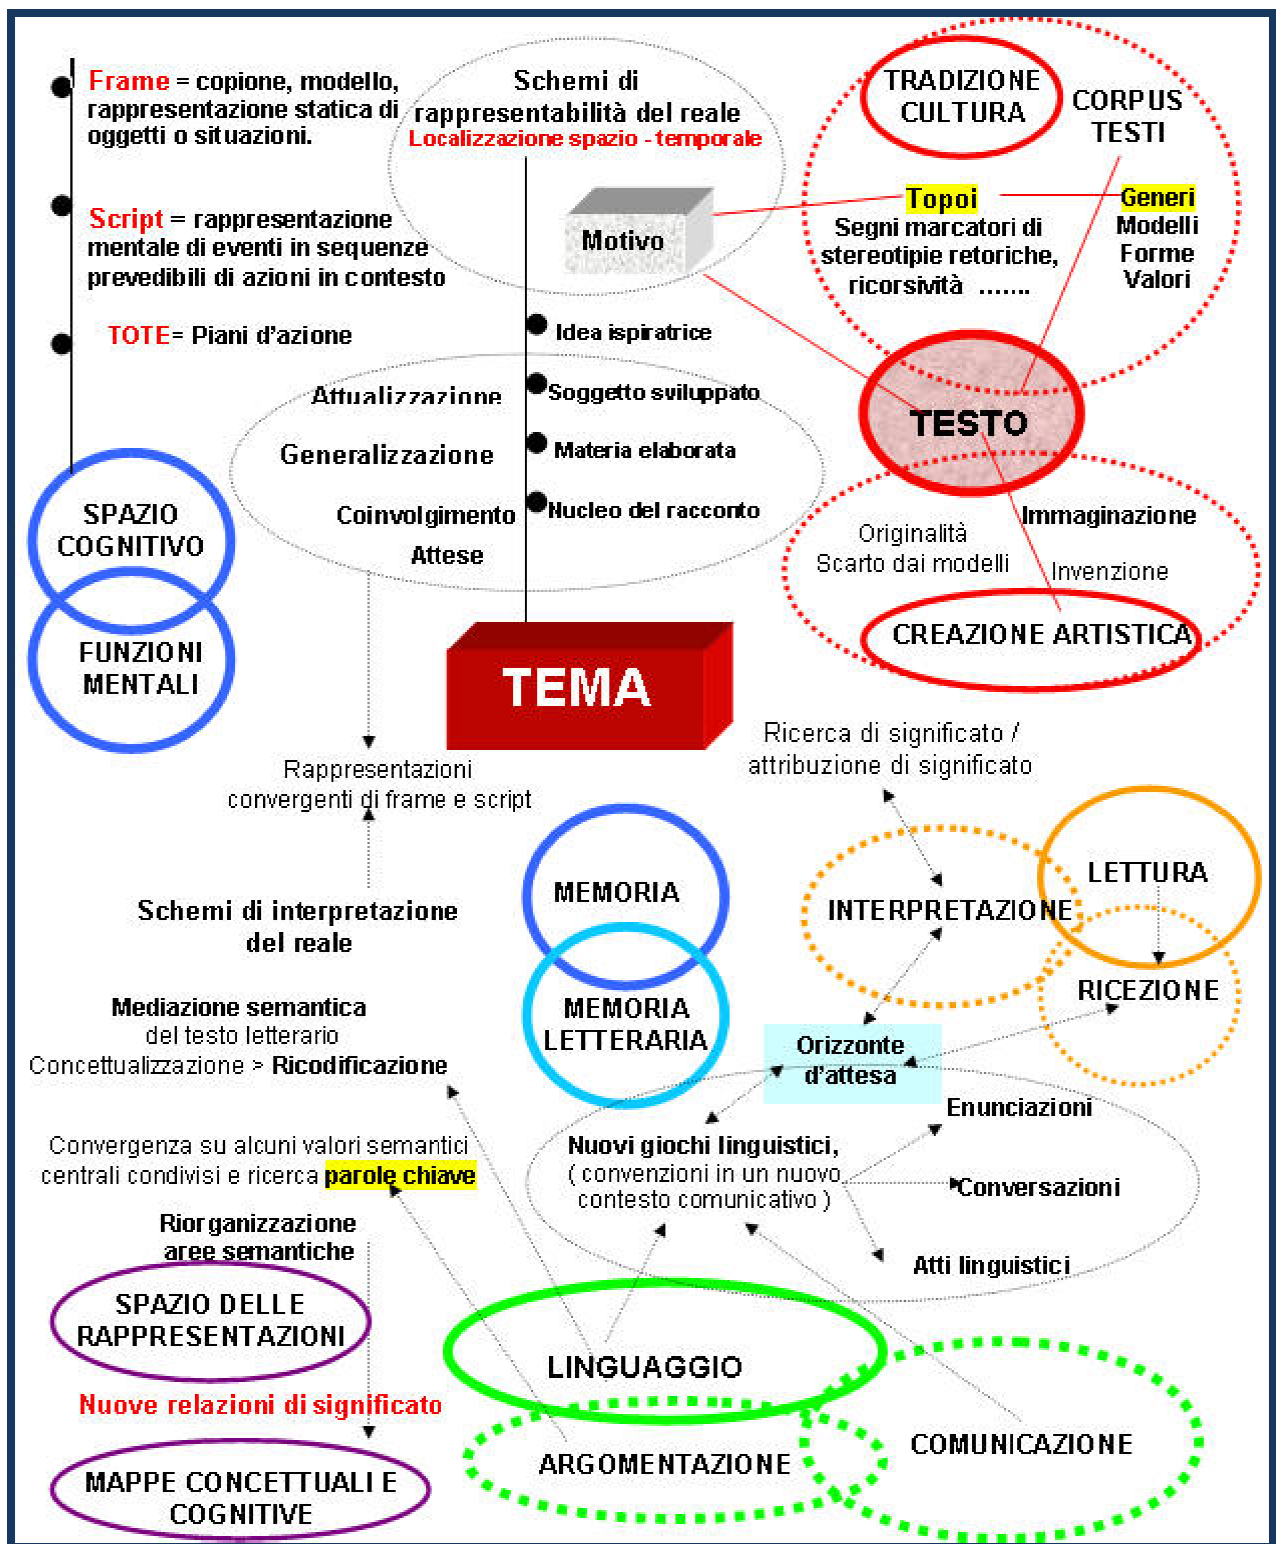 Frame = copione, modello,
rappresentazione statica di
oggetti o situazioni.
Script = rappresentazione
mentale di eventi in sequenze
prevedibili di azioni in contesto
TOTE= Piani d'azione
SPAZIO
COGNITIVO
FUNZIONI
MENTALI
Schemi di
rappresentabilità del reale
Localizzazione spazio - temporale
Motivo
Idea ispiratrice
Soggetto sviluppato
Materia elaborata
Nucleo del racconto
Attualizzazione
Generalizzazione
Coinvolgimento
Attese
TEMA
TRADIZIONE
CULTURA
CORPUS
TESTI
Topoi
Segni marcatori di
stereotipie retoriche,
ricorsività .......
Generi
Modelli
Forme
Valori
TESTO
Originalità
Scarto dai modelli
Immaginazione
Invenzione
CREAZIONE ARTISTICA
Rappresentazioni
convergenti di frame e script
Schemi di interpretazione
del reale
Mediazione semantica
del testo letterario
Concettualizzazione > Ricodificazione
Convergenza su alcuni valori semantici
centrali condivisi e ricerca parole chiave
Riorganizzazione
aree semantiche
SPAZIO DELLE
RAPPRESENTAZIONI
Nuove relazioni di significato
MAPPE CONCETTUALI E
COGNITIVE
MEMORIA
MEMORIA
LETTERARIA
Ricerca di significato /
attribuzione di significato
INTERPRETAZIONE
LETTURA
RICEZIONE
Orizzonte
d'attesa
Nuovi giochi linguistici,
( convenzioni in un nuovo
contesto comunicativo )
Enunciazioni
Conversazioni
Atti linguistici
LINGUAGGIO
ARGOMENTAZIONE
COMUNICAZIONE